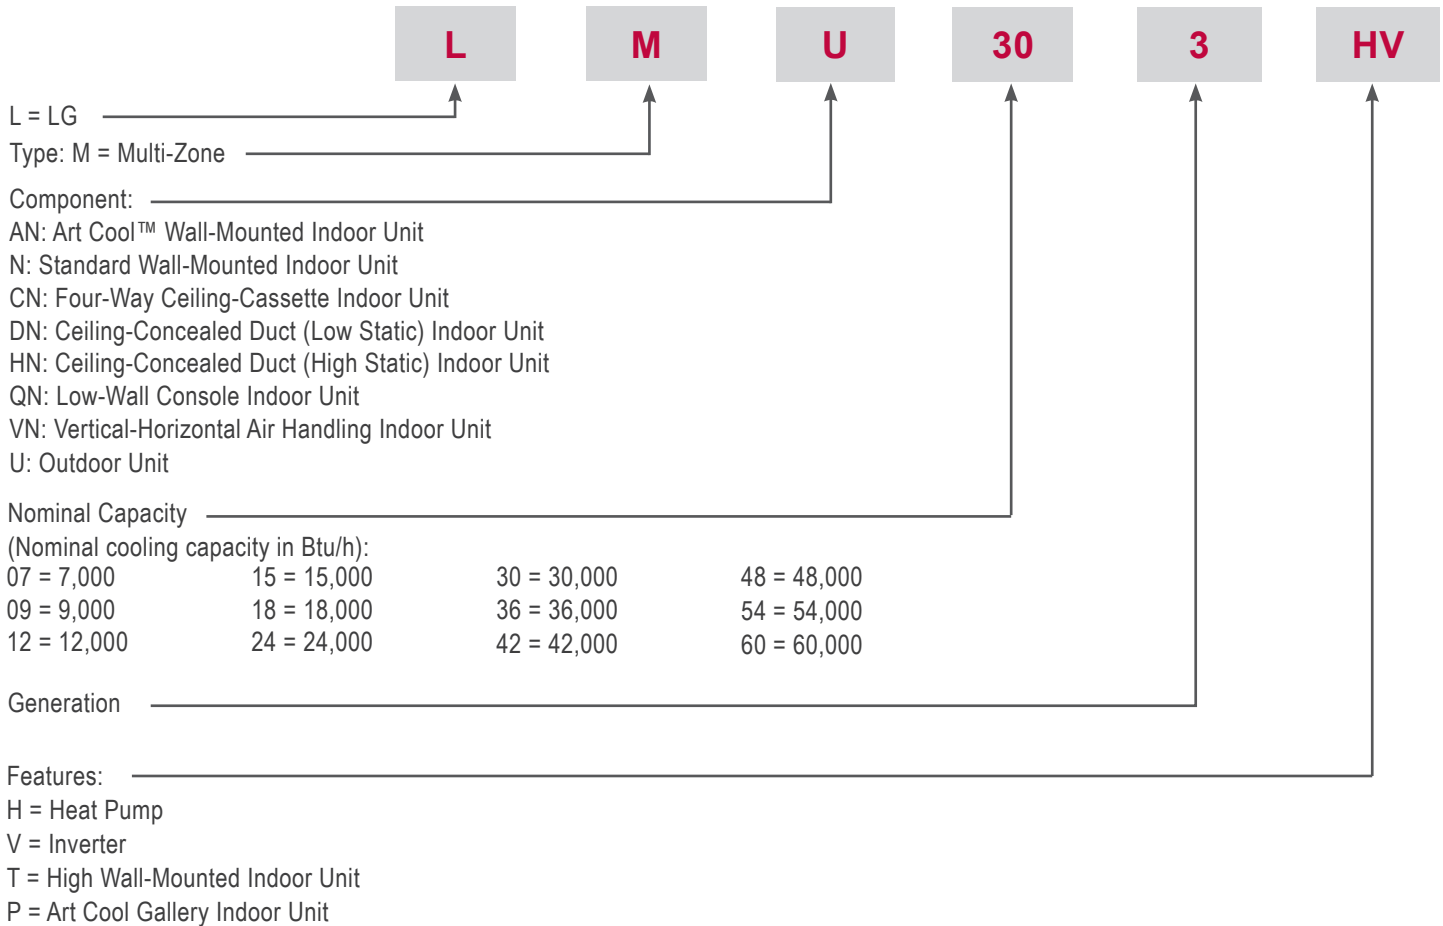 L M U 30 3 HV
L = LG
Type: M = Multi-Zone
Component:
AN: Art Cool™ Wall-Mounted Indoor Unit
N: Standard Wall-Mounted Indoor Unit
CN: Four-Way Ceiling-Cassette Indoor Unit
DN: Ceiling-Concealed Duct (Low Static) Indoor Unit
HN: Ceiling-Concealed Duct (High Static) Indoor Unit
QN: Low-Wall Console Indoor Unit
VN: Vertical-Horizontal Air Handling Indoor Unit
U: Outdoor Unit
Nominal Capacity
(Nominal cooling capacity in Btu/h):
07 = 7,000 15 = 15,000 30 = 30,000 48 = 48,000
09 = 9,000 18 = 18,000 36 = 36,000 54 = 54,000
12 = 12,000 24 = 24,000 42 = 42,000 60 = 60,000
Generation
Features:
H = Heat Pump
V = Inverter
T = High Wall-Mounted Indoor Unit
P = Art Cool Gallery Indoor Unit